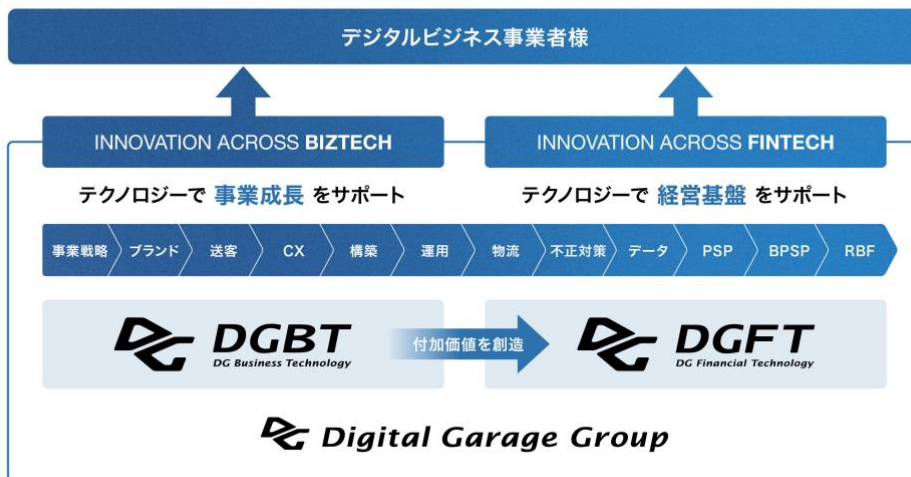 デジタルビジネス事業者様
INNOVATION ACROSS BIZTECH
INNOVATION ACROSS FINTECH
テクノロジーで 事業成長 をサポート
テクノロジーで 経営基盤 をサポート
事業戦略 ブランド 送客 CX 構築 運用 物流 不正対策 データ PSP BPSP RBF
DG DGBT
DG Business Technology
付加価値を創造
DG DGFT
DG Financial Technology
DG Digital Garage Group